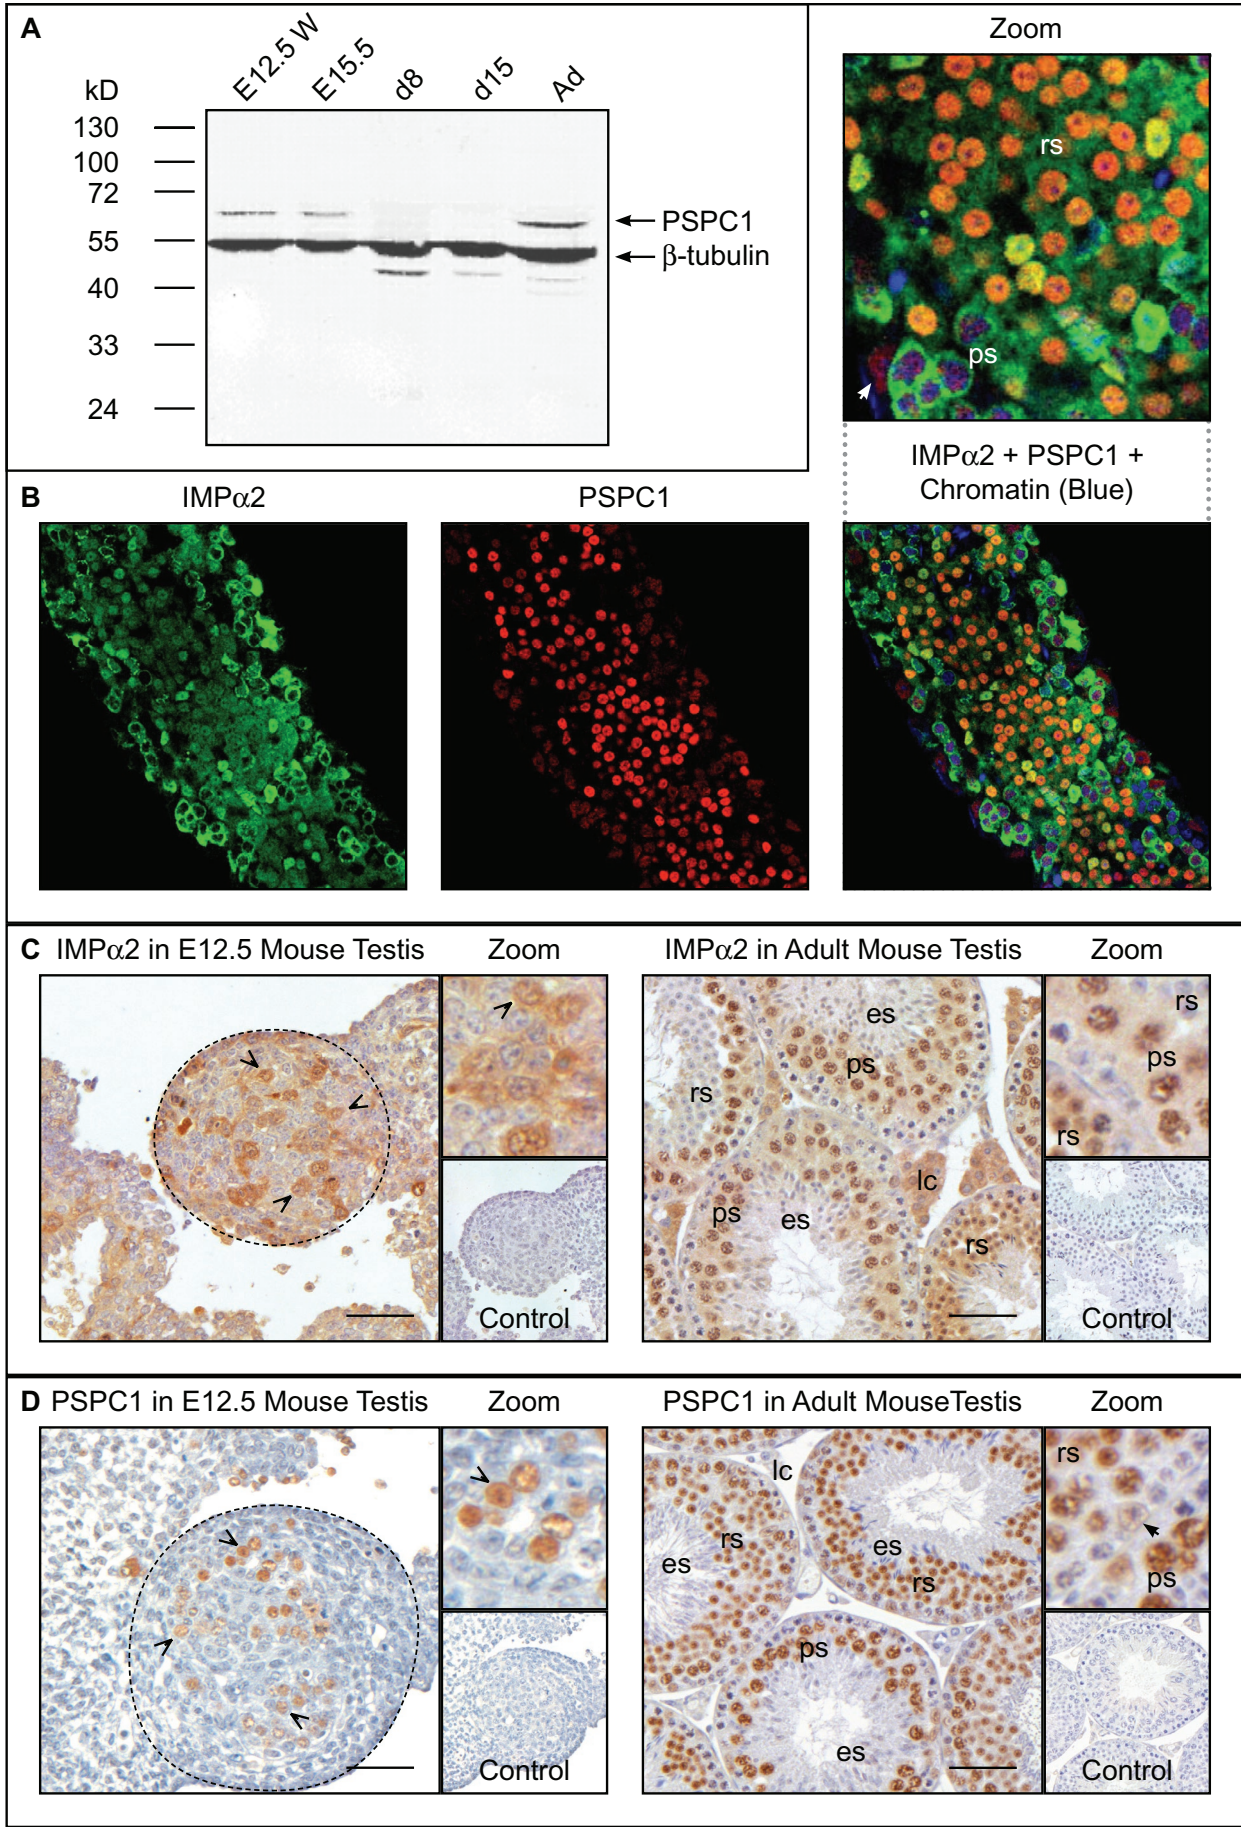 A
E12.5 W
E15.5
d8
d15
Ad
kD
130
100
72
55
40
33
24
PSPC1
β-tubulin
Zoom
rs
ps
IMPα2 + PSPC1 +
Chromatin (Blue)
B
IMPα2
PSPC1
C IMPα2 in E12.5 Mouse Testis
Zoom
Control
IMPα2 in Adult Mouse Testis
es
ps
rs
lc
ps
es
rs
Zoom
rs
ps
rs
Control
D PSPC1 in E12.5 Mouse Testis
Zoom
Control
PSPC1 in Adult MouseTestis
lc
rs
es
es
rs
ps
es
Zoom
rs
ps
Control